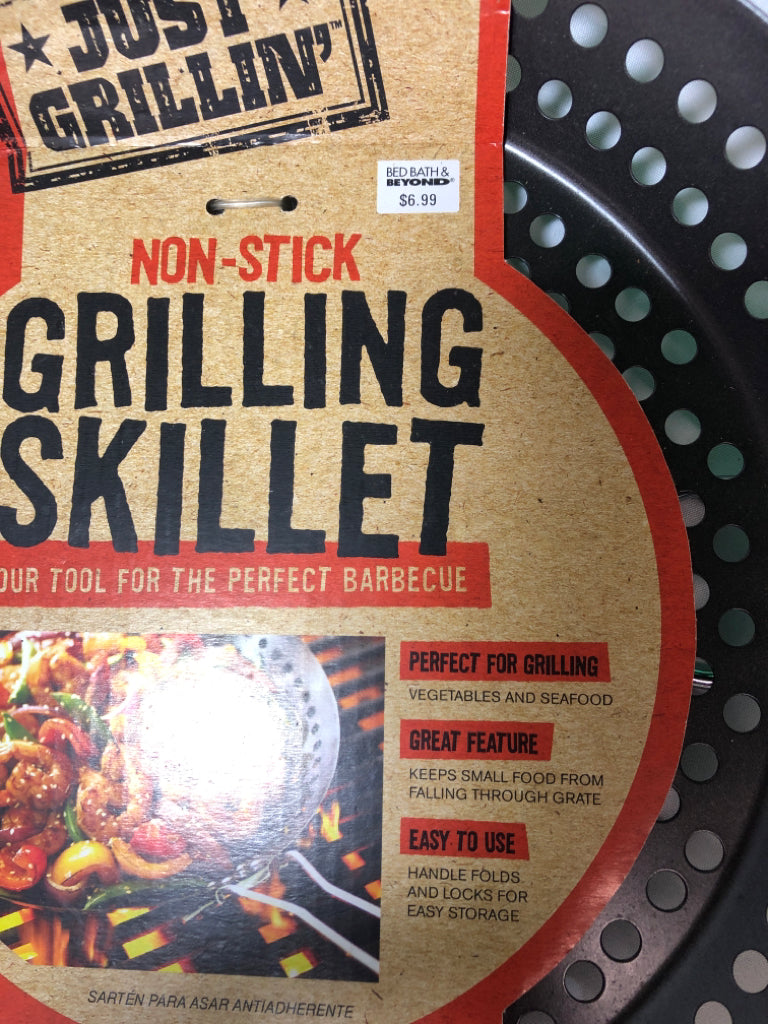 JUST
GRILLIN'™
BED BATH &
BEYOND®
$6.99
NON-STICK
GRILLING
SKILLET
OUR TOOL FOR THE PERFECT BARBECUE
PERFECT FOR GRILLING
VEGETABLES AND SEAFOOD
GREAT FEATURE
KEEPS SMALL FOOD FROM
FALLING THROUGH GRATE
EASY TO USE
HANDLE FOLDS
AND LOCKS FOR
EASY STORAGE
SARTÉN PARA ASAR ANTIADHERENTE